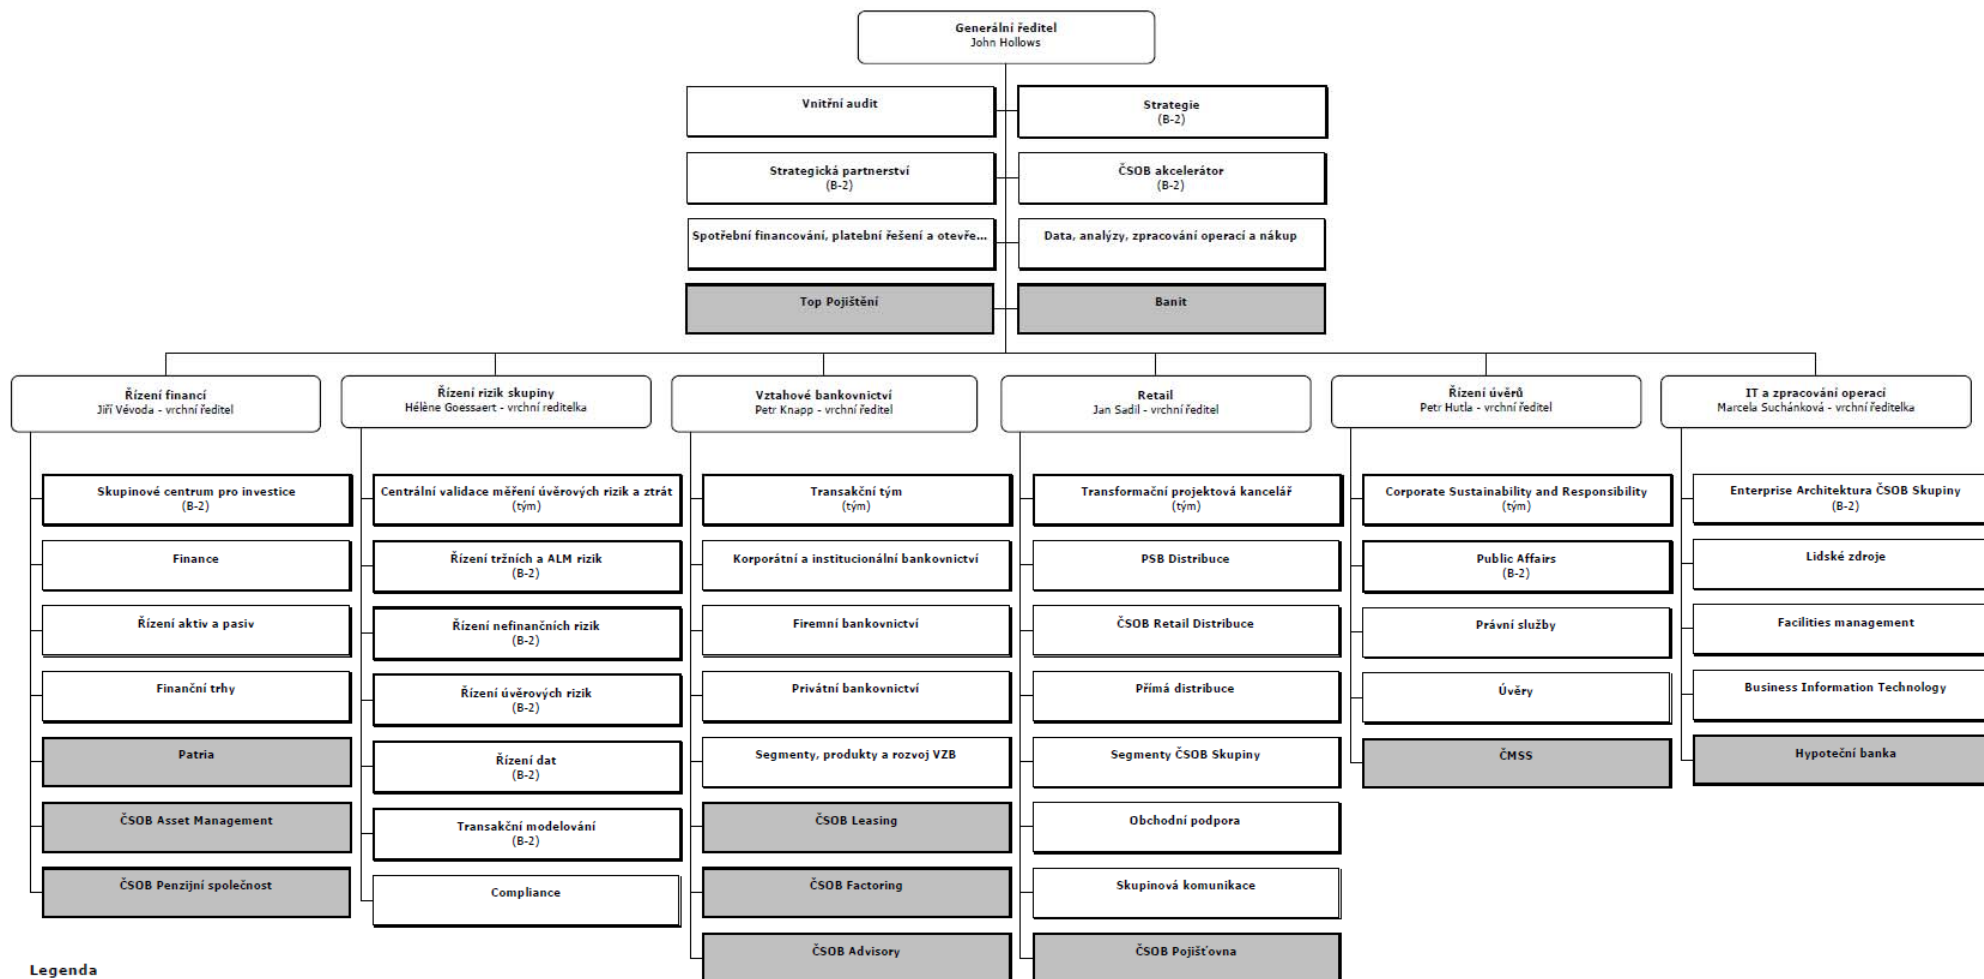 Generální ředitel
John Hollows
Vnitřní audit
Strategie
(B-2)
Strategická partnerství
(B-2)
ČSOB akcelerátor
(B-2)
Spotřební financování, platební řešení a otevře...
Data, analýzy, zpracování operací a nákup
Top Pojištění
Banit
Řízení financí
Jiří Vévoda - vrchní ředitel
Skupinové centrum pro investice
(B-2)
Finance
Řízení aktiv a pasiv
Finanční trhy
Patria
ČSOB Asset Management
ČSOB Penzijní společnost
Řízení rizik skupiny
Hélène Goessaert - vrchní reditelka
Centrální validace měření úvěrových rizik a ztrát
(tým)
Řízení tržních a ALM rizik
(B-2)
Řízení nefinančních rizik
(B-2)
Řízení úvěrových rizik
(B-2)
Řízení dat
(B-2)
Transakční modelování
(B-2)
Compliance
Vztahové bankovnictví
Petr Knapp - vrchní ředitel
Transakční tým
(tým)
Korporátní a institucionální bankovnictví
Firemní bankovnictví
Privátní bankovnictví
Segmenty, produkty a rozvoj VZB
ČSOB Leasing
ČSOB Factoring
ČSOB Advisory
Retail
Jan Sadil - vrchní ředitel
Transformační projektová kancelář
(tým)
PSB Distribuce
ČSOB Retail Distribuce
Přímá distribuce
Segmenty ČSOB Skupiny
Obchodní podpora
Skupinová komunikace
ČSOB Pojišťovna
Řízení úvěrů
Petr Hutla - vrchní ředitel
Corporate Sustainability and Responsibility
(tým)
Public Affairs
(B-2)
Právní služby
Úvěry
ČMSS
IT a zpracování operací
Marcela Suchánková - vrchní ředitelka
Enterprise Architektura ČSOB Skupiny
(B-2)
Lidské zdroje
Facilities management
Business Information Technology
Hypoteční banka
Legenda